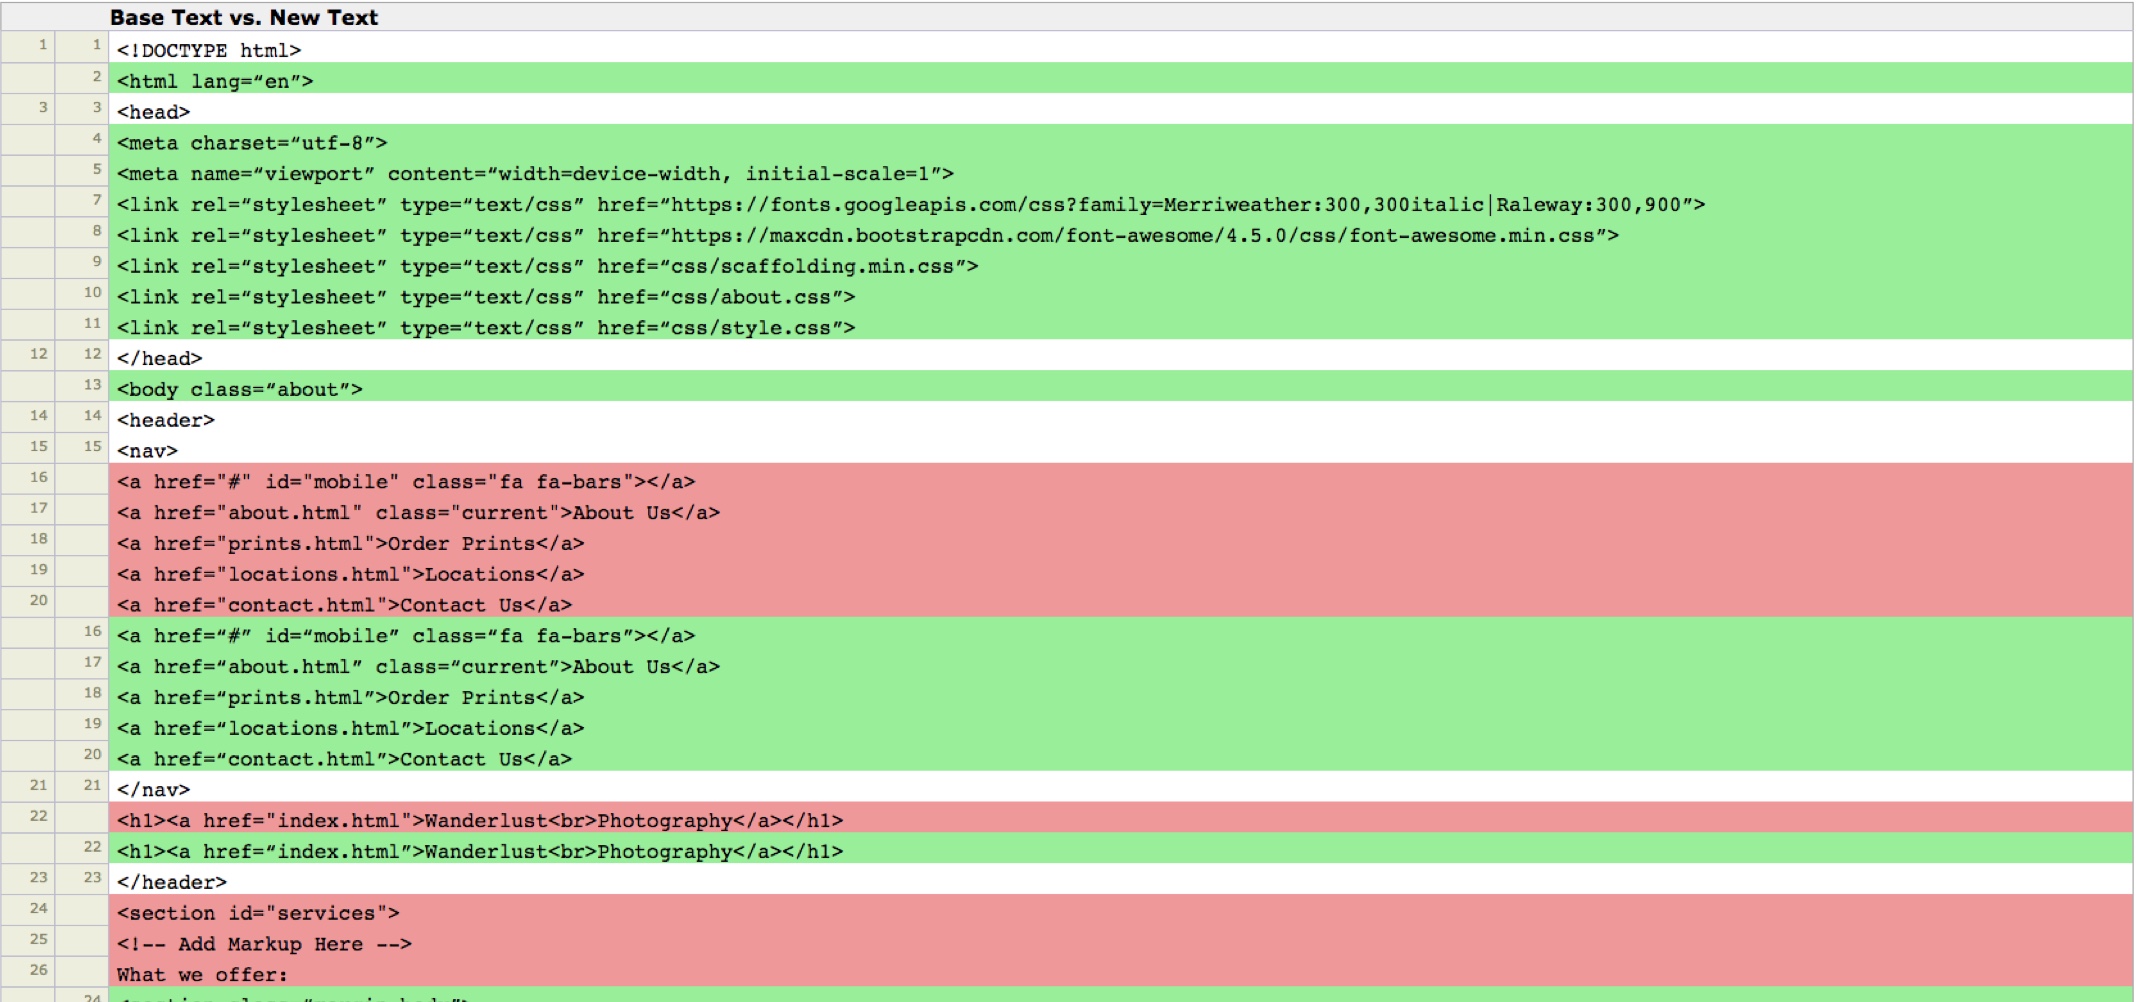 Base Text vs. New Text
1 1 <!DOCTYPE html>
2 <html lang=“en”>
3 3 <head>
4 <meta charset=“utf-8”>
5 <meta name=“viewport” content=“width=device-width, initial-scale=1”>
7 <link rel=“stylesheet” type=“text/css” href=“https://fonts.googleapis.com/css?family=Merriweather:300,300italic|Raleway:300,900”>
8 <link rel=“stylesheet” type=“text/css” href=“https://maxcdn.bootstrapcdn.com/font-awesome/4.5.0/css/font-awesome.min.css”>
9 <link rel=“stylesheet” type=“text/css” href=“css/scaffolding.min.css”>
10 <link rel=“stylesheet” type=“text/css” href=“css/about.css”>
11 <link rel=“stylesheet” type=“text/css” href=“css/style.css”>
12 12 </head>
13 <body class=“about”>
14 14 <header>
15 15 <nav>
16 <a href="#" id="mobile" class="fa fa-bars"></a>
17 <a href="about.html" class="current">About Us</a>
18 <a href="prints.html">Order Prints</a>
19 <a href="locations.html">Locations</a>
20 <a href="contact.html">Contact Us</a>
16 <a href=“#” id=“mobile” class=“fa fa-bars”></a>
17 <a href=“about.html” class=“current”>About Us</a>
18 <a href=“prints.html”>Order Prints</a>
19 <a href=“locations.html”>Locations</a>
20 <a href=“contact.html”>Contact Us</a>
21 21 </nav>
22 <h1><a href="index.html">Wanderlust<br>Photography</a></h1>
22 <h1><a href=“index.html”>Wanderlust<br>Photography</a></h1>
23 23 </header>
24 <section id="services">
25 <!-- Add Markup Here -->
26 What we offer:
24